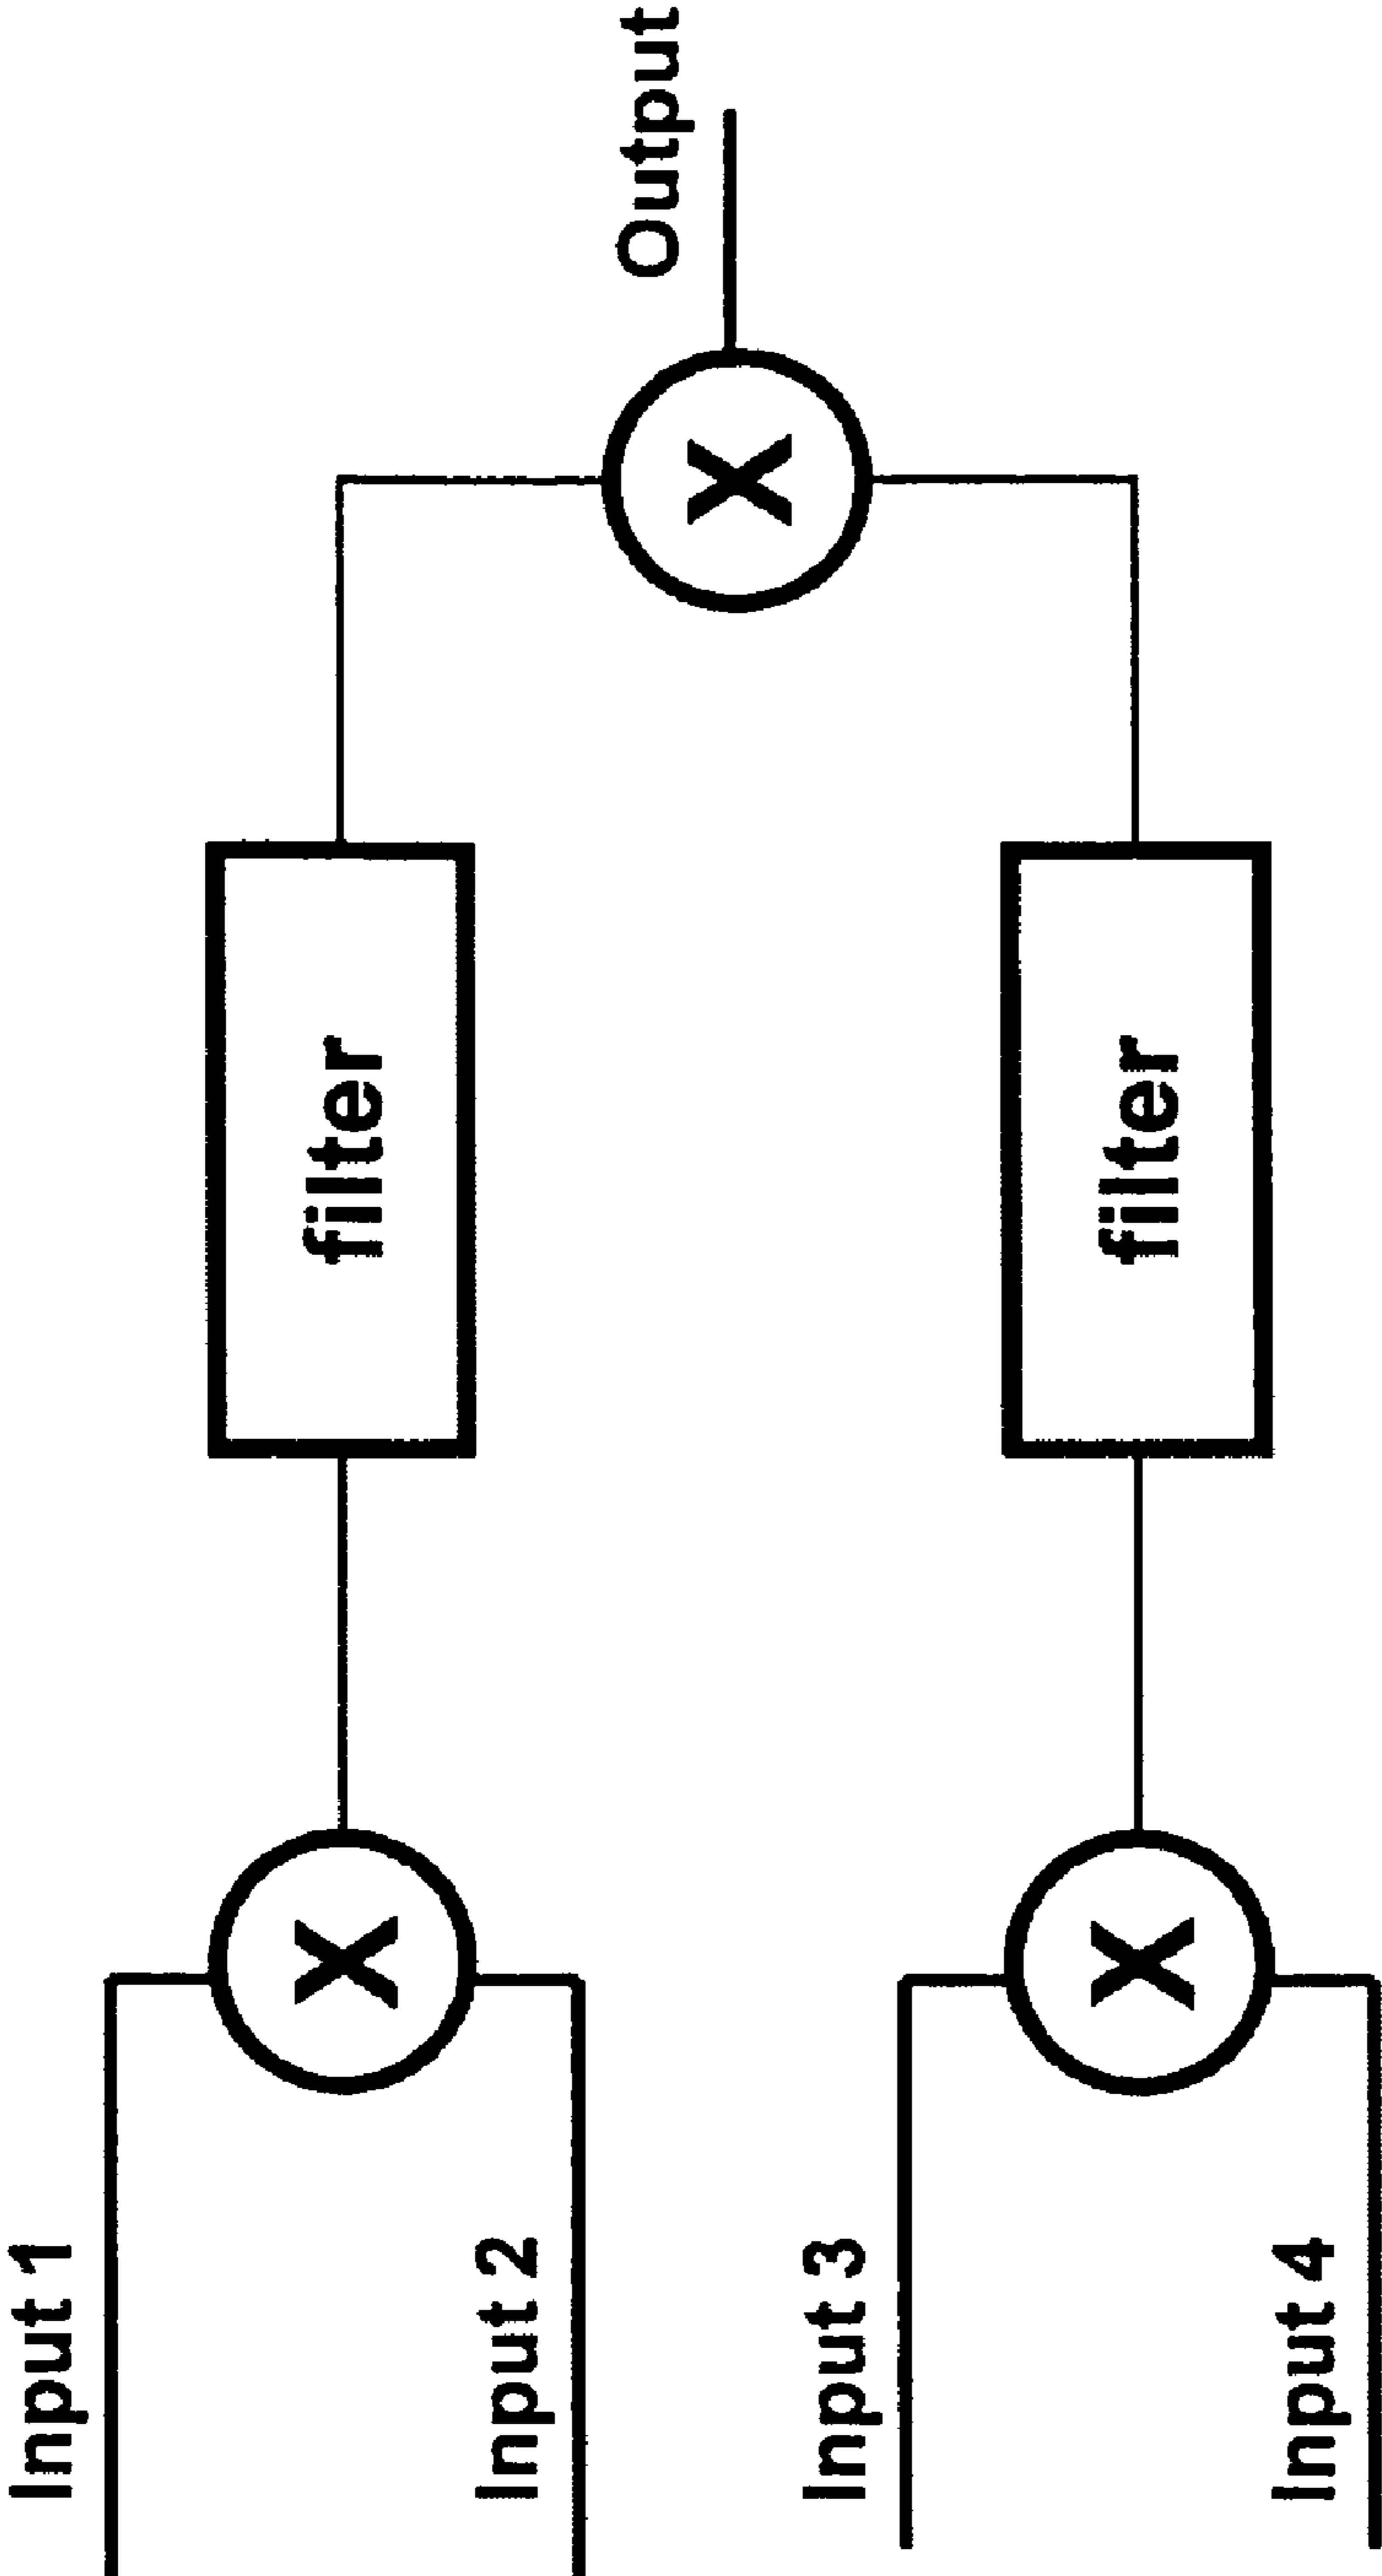 Input 1
Input 2
Input 3
Input 4
X
X
filter
filter
X
Output